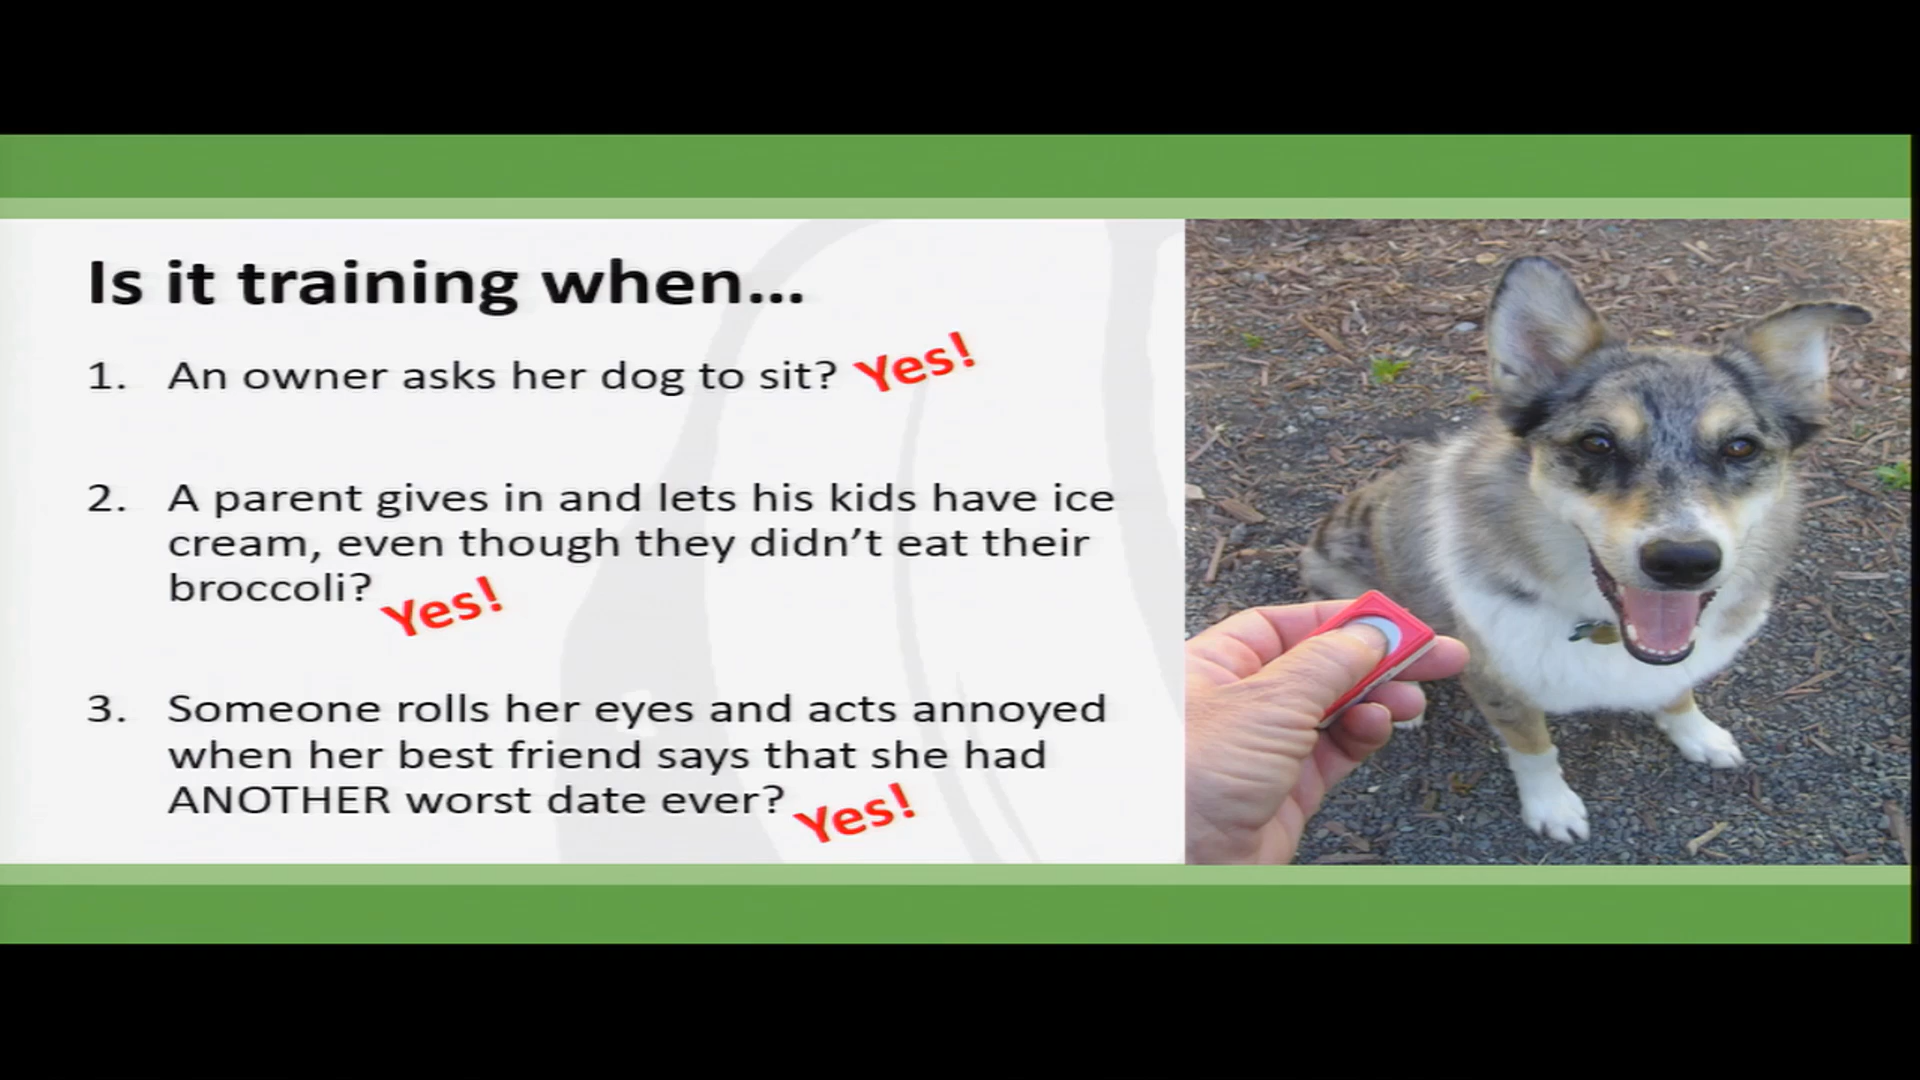 Is it training when...
1. An owner asks her dog to sit? Yes!
2. A parent gives in and lets his kids have ice
cream, even though they didn’t eat their
broccoli? Yes!
3. Someone rolls her eyes and acts annoyed
when her best friend says that she had
ANOTHER worst date ever? Yes!